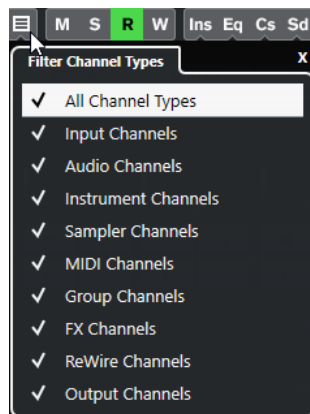 M S R W Ins Eq Cs Sd
Filter Channel Types X
All Channel Types
Input Channels
Audio Channels
Instrument Channels
Sampler Channels
MIDI Channels
Group Channels
FX Channels
ReWire Channels
Output Channels